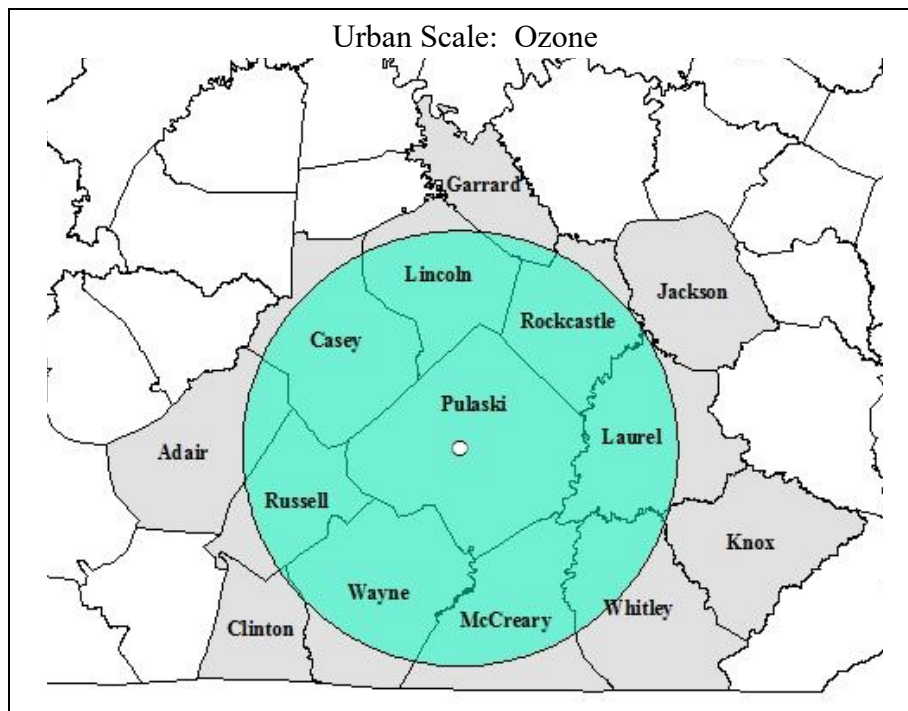 Urban Scale: Ozone
Garrard
Lincoln
Jackson
Rockcastle
Casey
Pulaski
Laurel
Adair
Russell
Knox
Wayne
Whitley
McCreary
Clinton